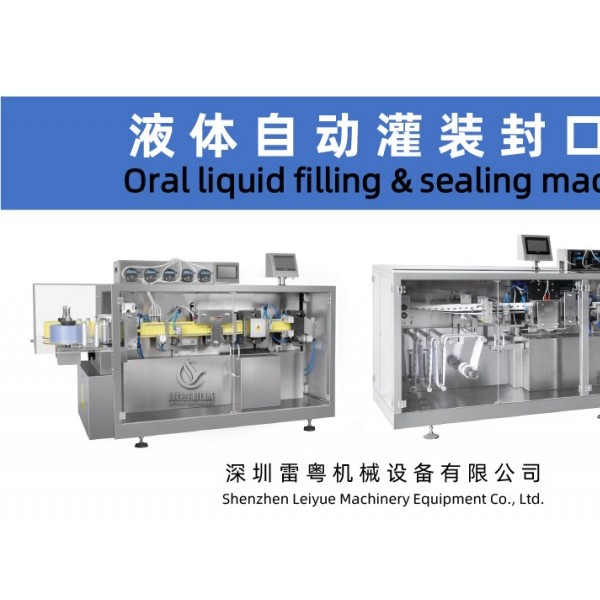 液体自动灌装封口
Oral liquid filling & sealing mac
深圳雷粤机械设备有限公司
Shenzhen Leiyue Machinery Equipment Co., Ltd.